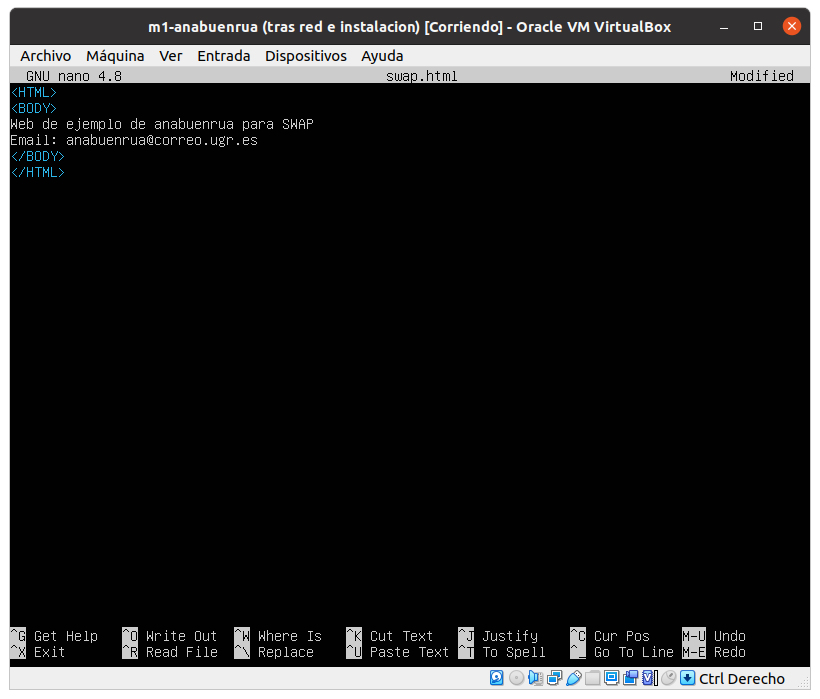 m1-anabuenrua (tras red e instalacion) [Corriendo] - Oracle VM VirtualBox
Archivo Máquina Ver Entrada Dispositivos Ayuda
GNU nano 4.8 swap.html Modified
<HTML>
<BODY>
Web de ejemplo de anabuenrua para SWAP
Email: anabuenrua@correo.ugr.es
</BODY>
</HTML>
^G Get Help ^O Write Out ^W Where Is ^K Cut Text ^J Justify ^C Cur Pos M-U Undo
^X Exit ^R Read File ^\ Replace ^U Paste Text ^T To Spell ^_ Go To Line M-E Redo
Ctrl Derecho